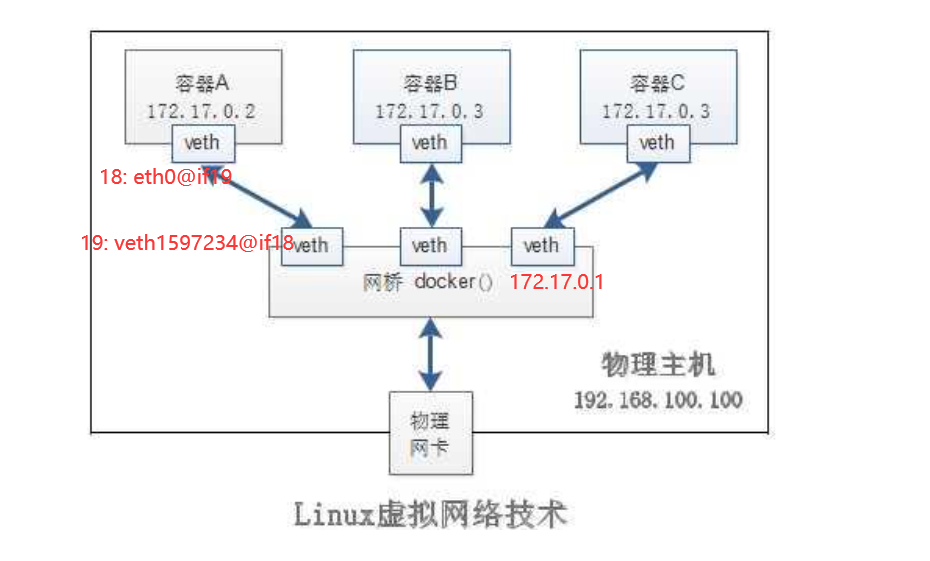 容器A
172.17.0.2
veth
容器B
172.17.0.3
veth
容器C
172.17.0.3
veth
18: eth0@if19
19: veth1597234@if18
veth
veth
veth
网桥 docker()
172.17.0.1
物理主机
192.168.100.100
物理
网卡
Linux虚拟网络技术